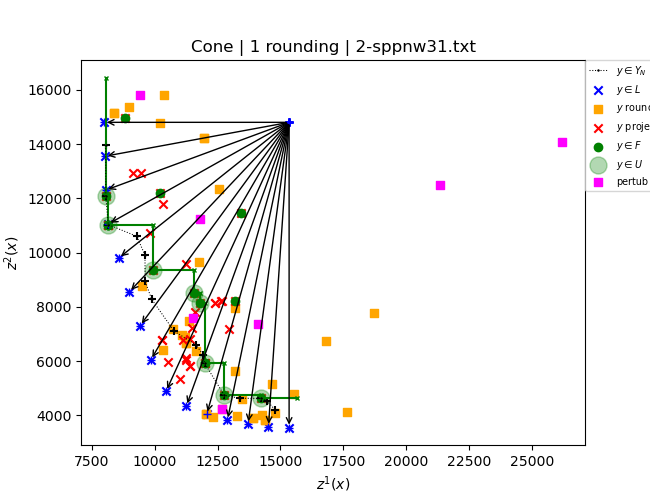 Cone | 1 rounding | 2-sppnw31.txt
z²(x)
16000
14000
12000
10000
8000
6000
4000
7500
10000
12500
15000
17500
20000
22500
25000
z¹(x)
y ∈ Y_N
y ∈ L
y roun
y proje
y ∈ F
y ∈ U
pertub